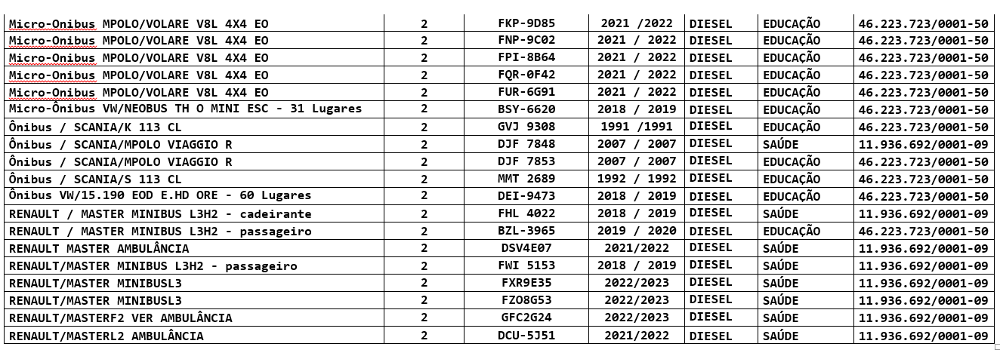 Micro-Onibus MPOLO/VOLARE V8L 4X4 EO 2 FKP-9D85 2021 /2022 DIESEL EDUCAÇÃO 46.223.723/0001-50
Micro-Onibus MPOLO/VOLARE V8L 4X4 EO 2 FNP-9C02 2021 / 2022 DIESEL EDUCAÇÃO 46.223.723/0001-50
Micro-Onibus MPOLO/VOLARE V8L 4X4 EO 2 FPI-8B64 2021 / 2022 DIESEL EDUCAÇÃO 46.223.723/0001-50
Micro-Onibus MPOLO/VOLARE V8L 4X4 EO 2 FQR-0F42 2021 / 2022 DIESEL EDUCAÇÃO 46.223.723/0001-50
Micro-Onibus MPOLO/VOLARE V8L 4X4 EO 2 FUR-6G91 2021 / 2022 DIESEL EDUCAÇÃO 46.223.723/0001-50
Micro-Ônibus VW/NEOBUS TH O MINI ESC - 31 Lugares 2 BSY-6620 2018 / 2019 DIESEL EDUCAÇÃO 46.223.723/0001-50
Ônibus / SCANIA/K 113 CL 2 GVJ 9308 1991 /1991 DIESEL EDUCAÇÃO 46.223.723/0001-50
Ônibus / SCANIA/MPOLO VIAGGIO R 2 DJF 7848 2007 / 2007 DIESEL SAÚDE 11.936.692/0001-09
Ônibus / SCANIA/MPOLO VIAGGIO R 2 DJF 7853 2007 / 2007 DIESEL EDUCAÇÃO 46.223.723/0001-50
Ônibus / SCANIA/S 113 CL 2 MMT 2689 1992 / 1992 DIESEL EDUCAÇÃO 46.223.723/0001-50
Ônibus VW/15.190 EOD E.HD ORE - 60 Lugares 2 DEI-9473 2018 / 2019 DIESEL EDUCAÇÃO 46.223.723/0001-50
RENAULT / MASTER MINIBUS L3H2 - cadeirante 2 FHL 4022 2018 / 2019 DIESEL SAÚDE 11.936.692/0001-09
RENAULT / MASTER MINIBUS L3H2 - passageiro 2 BZL-3965 2019 / 2020 DIESEL EDUCAÇÃO 46.223.723/0001-50
RENAULT MASTER AMBULÂNCIA 2 DSV4E07 2021/2022 DIESEL SAÚDE 11.936.692/0001-09
RENAULT/MASTER MINIBUS L3H2 - passageiro 2 FWI 5153 2018 / 2019 DIESEL SAÚDE 11.936.692/0001-09
RENAULT/MASTER MINIBUSL3 2 FXR9E35 2022/2023 DIESEL SAÚDE 11.936.692/0001-09
RENAULT/MASTER MINIBUSL3 2 FZO8G53 2022/2023 DIESEL SAÚDE 11.936.692/0001-09
RENAULT/MASTERF2 VER AMBULÂNCIA 2 GFC2G24 2022/2023 DIESEL SAÚDE 11.936.692/0001-09
RENAULT/MASTERL2 AMBULÂNCIA 2 DCU-5J51 2021/2022 DIESEL SAÚDE 11.936.692/0001-09